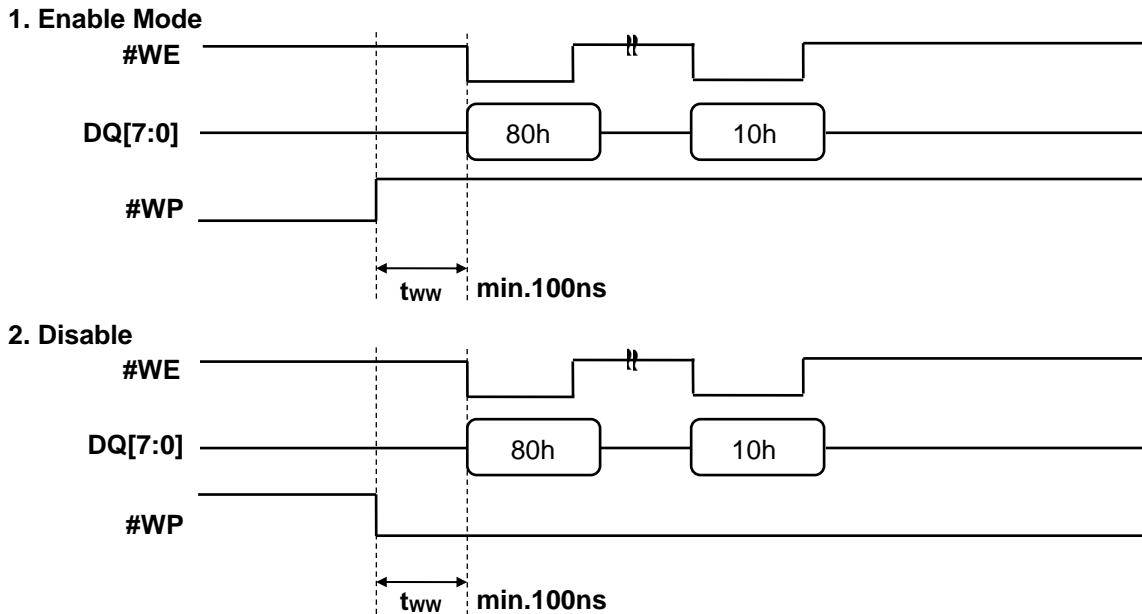 1. Enable Mode
#WE
DQ[7:0]
80h
10h
#WP
tww min.100ns
2. Disable
#WE
DQ[7:0]
80h
10h
#WP
tww min.100ns